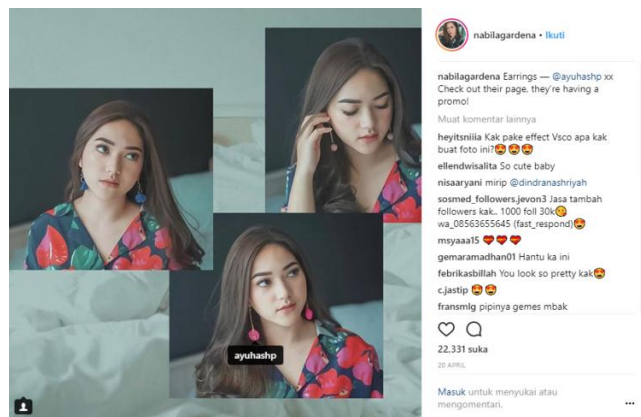 nabilagardena • Ikuti
nabilagardena Earrings — @ayuhashp xx
Check out their page, they're having a
promo!
Muat komentar lainnya
heyitsniiia Kak pake effect Vsco apa kak
buat foto ini?😍😍😍
ellendwisalita So cute baby
nisaaryani mirip @dindranashriyah
sosmed_followers.jevon3 Jasa tambah
followers kak.. 1000 foll 30k😘
wa_08563655645 (fast_respond)😍
msyaaa15 ❤️❤️❤️
gemaramadhan01 Hantu ka ini
febrikasbillah You look so pretty kak😍
c.jastip 😍😍
fransmlg pipinya gemes mbak
22,331 suka
20 APRIL
Masuk untuk menyukai atau
mengomentari.
ayuhashp